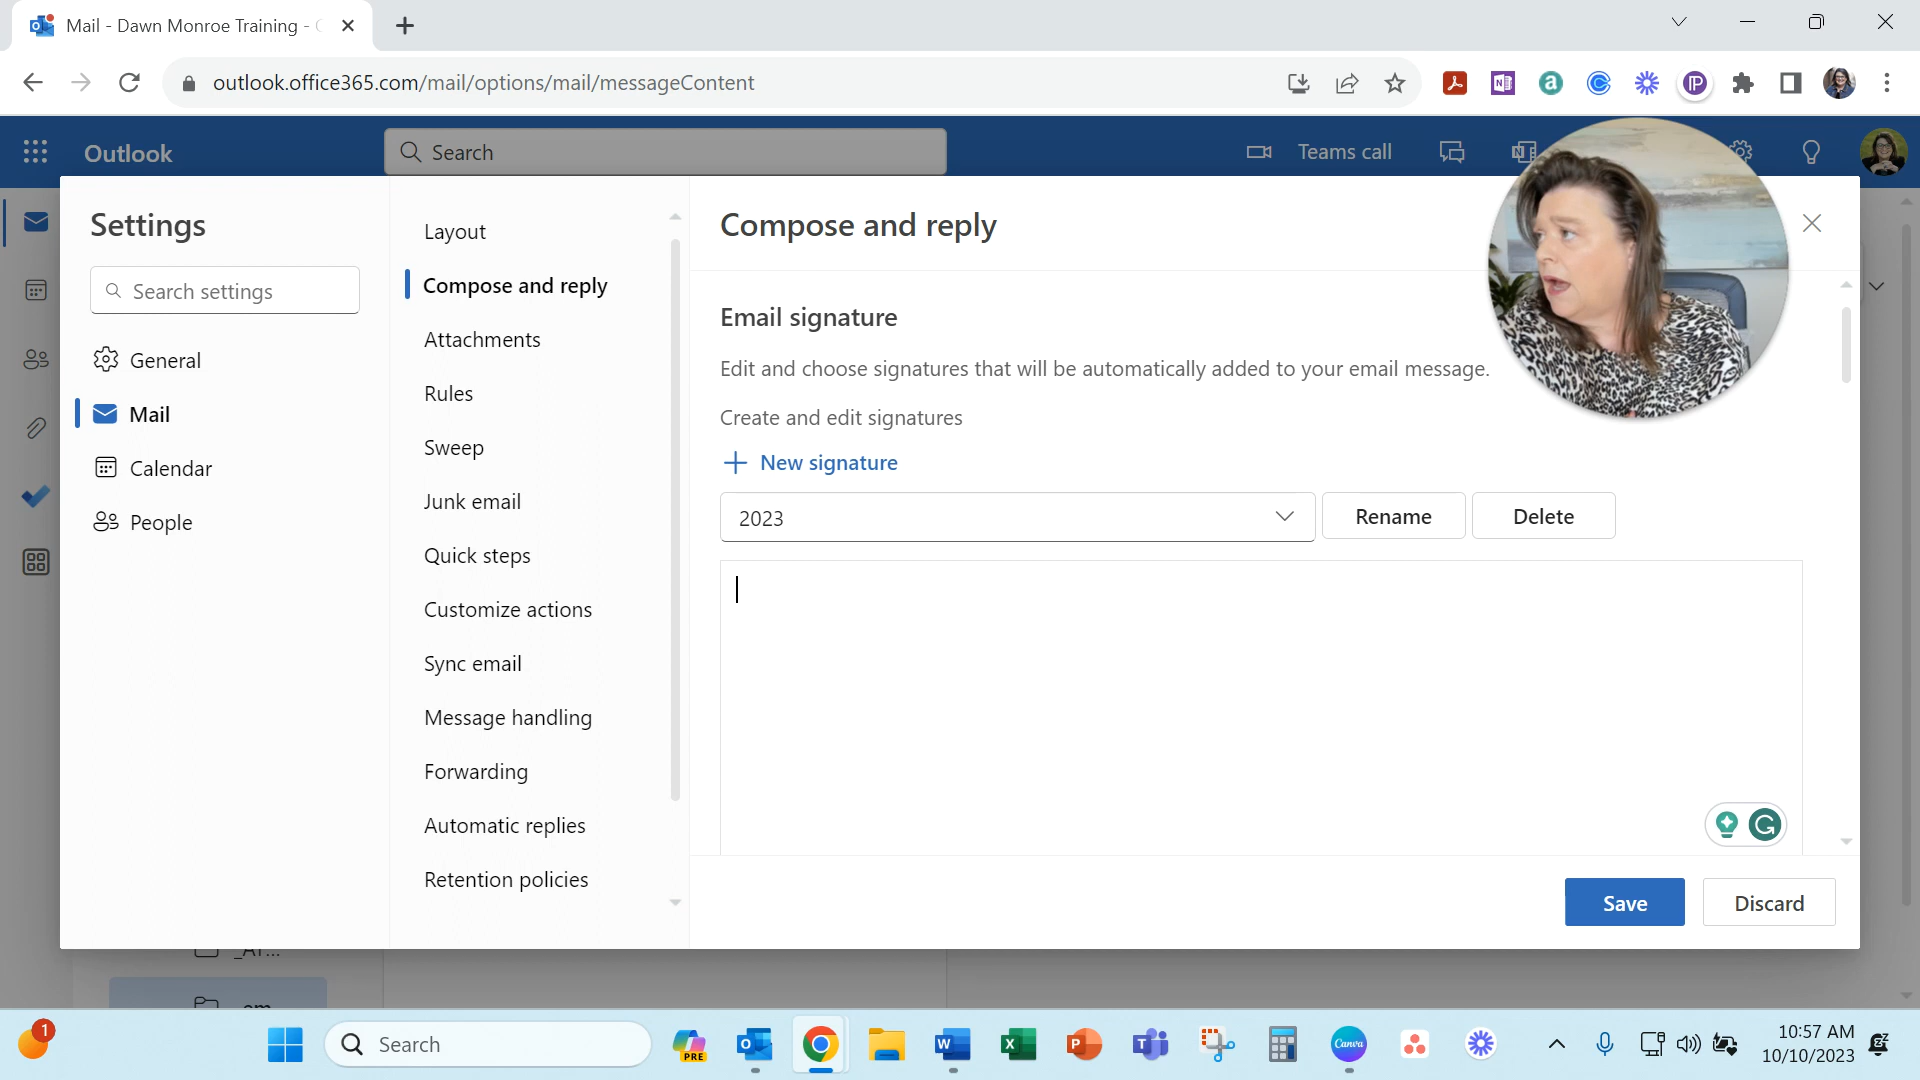 Mail - Dawn Monroe Training -
outlook.office365.com/mail/options/mail/messageContent
Outlook
Search
Teams call
Settings
Search settings
General
Mail
Calendar
People
Layout
Compose and reply
Attachments
Rules
Sweep
Junk email
Quick steps
Customize actions
Sync email
Message handling
Forwarding
Automatic replies
Retention policies
Compose and reply
Email signature
Edit and choose signatures that will be automatically added to your email message.
Create and edit signatures
New signature
2023
Rename
Delete
Save
Discard
1
Search
PRE
Canva
10:57 AM
10/10/2023